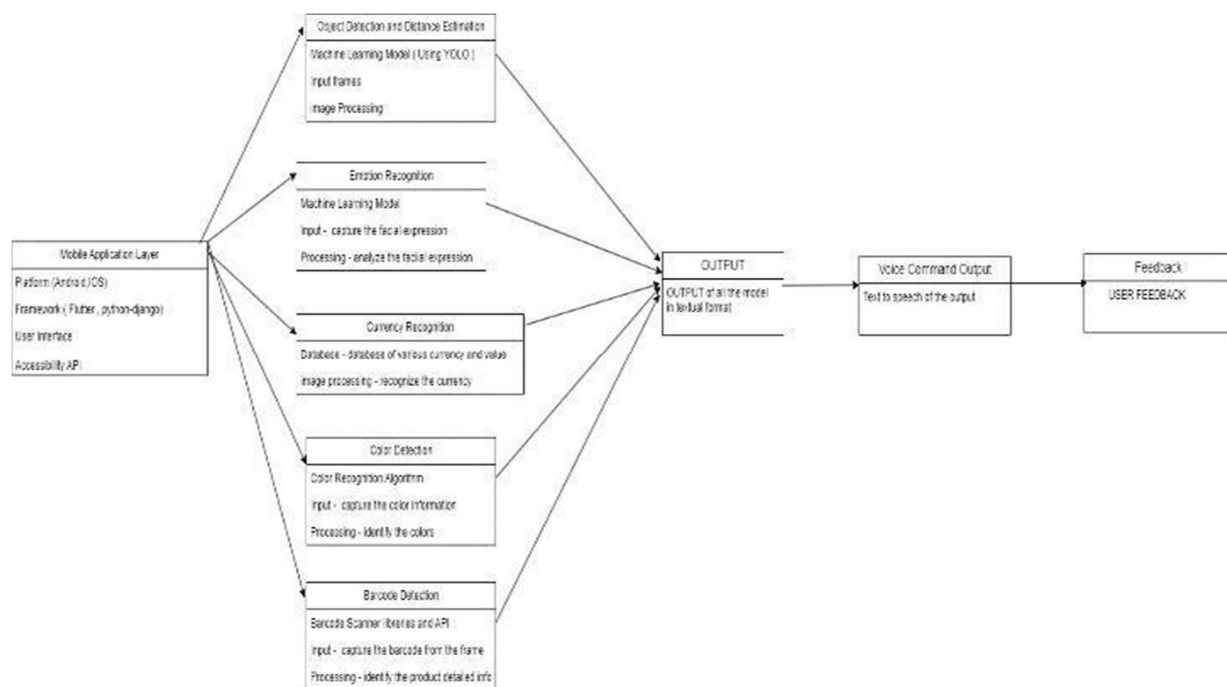 Mobile Application Layer
Platform (Android,IOS)
Framework ( Flutter , python-django)
User Interface
Accessibility API
Object Detection and Distance Estimation
Machine Learning Model ( Using YOLO )
Input frames
Image Processing
Emotion Recognition
Machine Learning Model
Input - capture the facial expression
Processing - analyze the facial expression
Currency Recognition
Database - database of various currency and value
Image processing - recognize the currency
Color Detection
Color Recognition Algorithm
Input - capture the color information
Processing - identify the colors
Barcode Detection
Barcode Scanner libraries and API
Input - capture the barcode from the frame
Processing - identify the product detailed info
OUTPUT
OUTPUT of all the model
in textual format
Voice Command Output
Text to speech of the output
Feedback
USER FEEDBACK